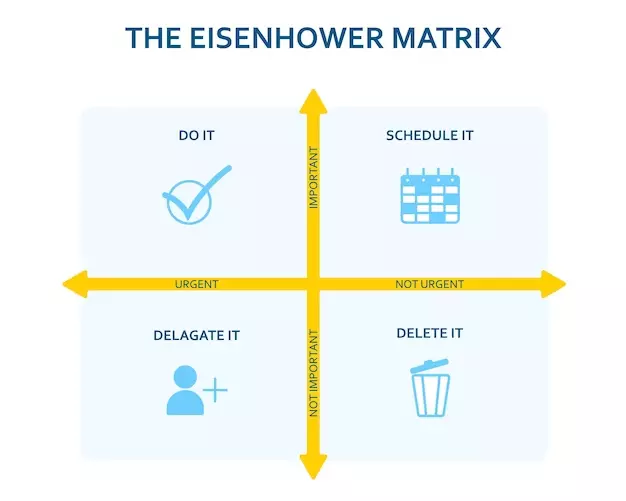 THE EISENHOWER MATRIX
DO IT
SCHEDULE IT
IMPORTANT
URGENT
NOT URGENT
DELAGATE IT
DELETE IT
NOT IMPORTANT